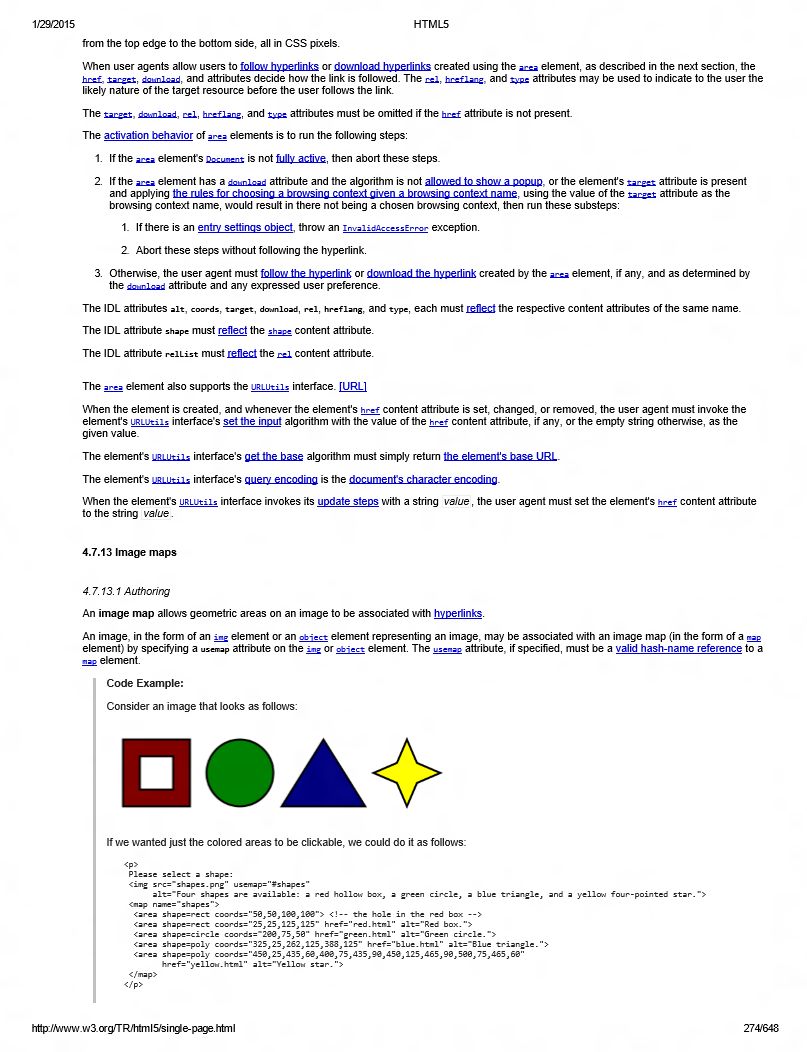 1/29/2015
HTML5
from the top edge to the bottom side, all in CSS pixels.
When user agents allow users to follow hyperlinks or download hyperlinks created using the area element, as described in the next section, the
href, target, download, and attributes decide how the link is followed. The rel, hreflang, and type attributes may be used to indicate to the user the
likely nature of the target resource before the user follows the link.
The target, download, rel, hreflang, and type attributes must be omitted if the href attribute is not present.
The activation behavior of area elements is to run the following steps:
1. If the area element's Document is not fully active, then abort these steps.
2. If the area element has a download attribute and the algorithm is not allowed to show a popup, or the element's target attribute is present
and applying the rules for choosing a browsing context given a browsing context name, using the value of the target attribute as the
browsing context name, would result in there not being a chosen browsing context, then run these substeps:
1. If there is an entry settings object, throw an InvalidAccessError exception.
2. Abort these steps without following the hyperlink.
3. Otherwise, the user agent must follow the hyperlink or download the hyperlink created by the area element, if any, and as determined by
the download attribute and any expressed user preference.
The IDL attributes alt, coords, target, download, rel, hreflang, and type, each must reflect the respective content attributes of the same name.
The IDL attribute shape must reflect the shape content attribute.
The IDL attribute relList must reflect the rel content attribute.
The area element also supports the URLUtils interface. [URL]
When the element is created, and whenever the element's href content attribute is set, changed, or removed, the user agent must invoke the
element's URLUtils interface's set the input algorithm with the value of the href content attribute, if any, or the empty string otherwise, as the
given value.
The element's URLUtils interface's get the base algorithm must simply return the element's base URL.
The element's URLUtils interface's query encoding is the document's character encoding.
When the element's URLUtils interface invokes its update steps with a string value, the user agent must set the element's href content attribute
to the string value.
4.7.13 Image maps
4.7.13.1 Authoring
An image map allows geometric areas on an image to be associated with hyperlinks.
An image, in the form of an img element or an object element representing an image, may be associated with an image map (in the form of a map
element) by specifying a usemap attribute on the img or object element. The usemap attribute, if specified, must be a valid hash-name reference to a
map element.
Code Example:
Consider an image that looks as follows:
If we wanted just the colored areas to be clickable, we could do it as follows:
<p>
Please select a shape:
<img src="shapes.png" usemap="#shapes"
alt="Four shapes are available: a red hollow box, a green circle, a blue triangle, and a yellow four-pointed star.">
<map name="shapes">
<area shape=rect coords="50,50,100,100"> <!-- the hole in the red box -->
<area shape=rect coords="25,25,125,125" href="red.html" alt="Red box.">
<area shape=circle coords="200,75,50" href="green.html" alt="Green circle.">
<area shape=poly coords="325,25,262,125,388,125" href="blue.html" alt="Blue triangle.">
<area shape=poly coords="450,25,435,60,400,75,435,90,450,125,465,90,500,75,465,60"
href="yellow.html" alt="Yellow star.">
</map>
</p>
http://www.w3.org/TR/html5/single-page.html
274/648